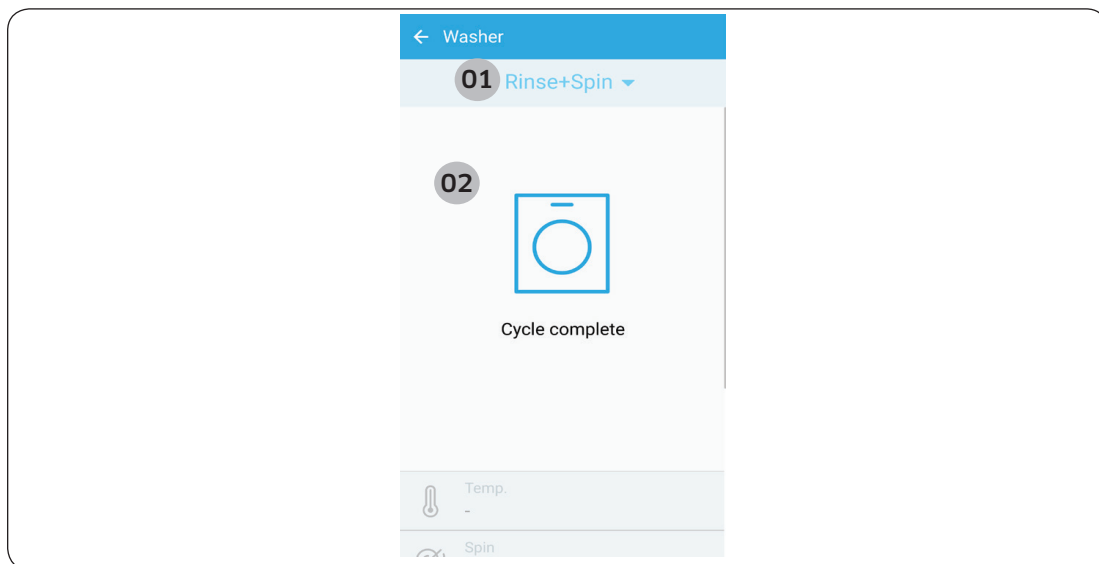 ← Washer
01 Rinse+Spin
02
Cycle complete
Temp.
-
Spin